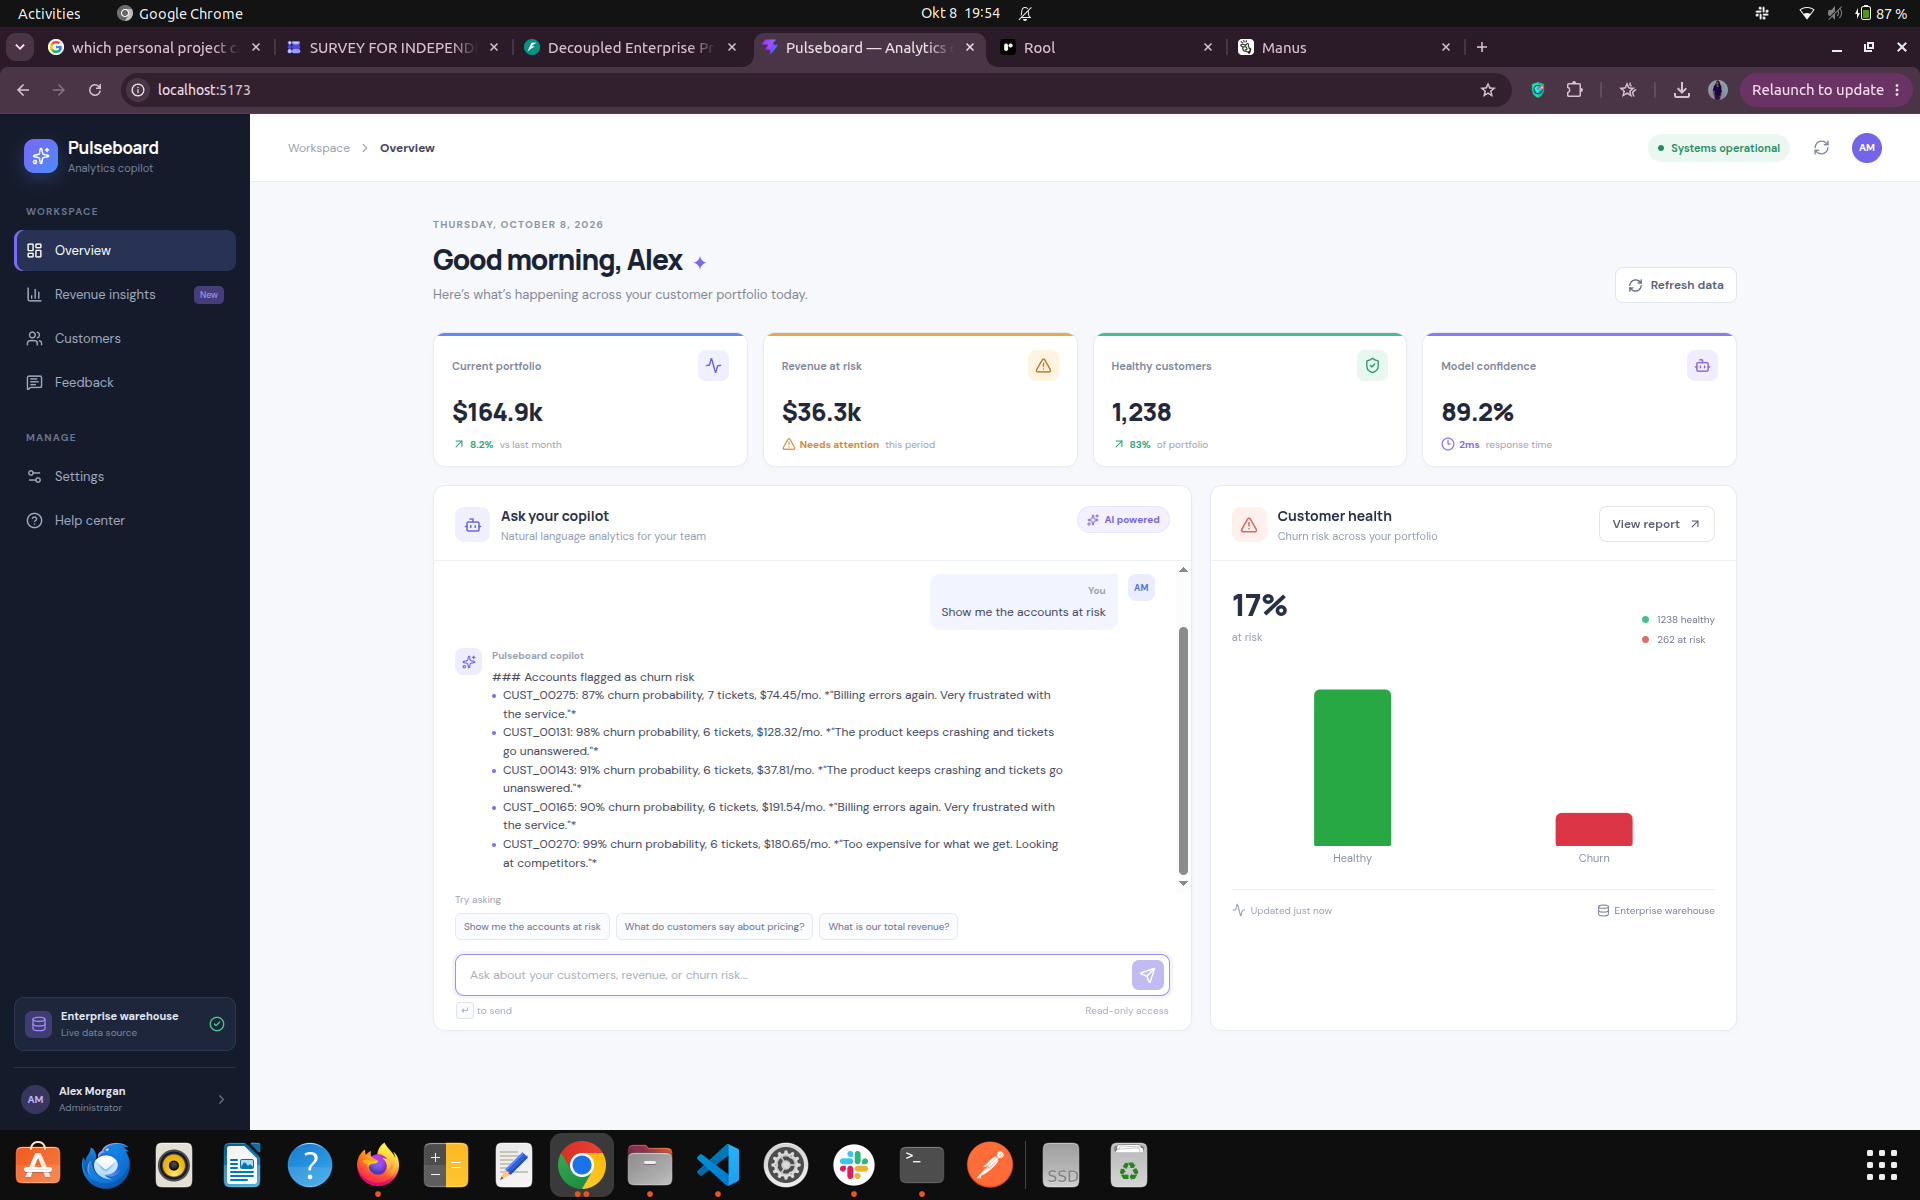 Activities
Google Chrome
Okt 8 19:54
87 %
which personal project c
SURVEY FOR INDEPEND
Decoupled Enterprise Pr
Pulseboard — Analytics
Rool
Manus
localhost:5173
Relaunch to update
Pulseboard
Analytics copilot
WORKSPACE
Overview
Revenue insights
New
Customers
Feedback
MANAGE
Settings
Help center
Enterprise warehouse
Live data source
AM
Alex Morgan
Administrator
Workspace
Overview
Systems operational
AM
THURSDAY, OCTOBER 8, 2026
Good morning, Alex
Here's what's happening across your customer portfolio today.
Refresh data
Current portfolio
$164.9k
8.2% vs last month
Revenue at risk
$36.3k
Needs attention this period
Healthy customers
1,238
83% of portfolio
Model confidence
89.2%
2ms response time
Ask your copilot
Natural language analytics for your team
AI powered
You
Show me the accounts at risk
AM
Pulseboard copilot
### Accounts flagged as churn risk
CUST_00275: 87% churn probability, 7 tickets, $74.45/mo. *"Billing errors again. Very frustrated with
the service."*
CUST_00131: 98% churn probability, 6 tickets, $128.32/mo. *"The product keeps crashing and tickets
go unanswered."*
CUST_00143: 91% churn probability, 6 tickets, $37.81/mo. *"The product keeps crashing and tickets go
unanswered."*
CUST_00165: 90% churn probability, 6 tickets, $191.54/mo. *"Billing errors again. Very frustrated with
the service."*
CUST_00270: 99% churn probability, 6 tickets, $180.65/mo. *"Too expensive for what we get. Looking
at competitors."*
Try asking
Show me the accounts at risk
What do customers say about pricing?
What is our total revenue?
Ask about your customers, revenue, or churn risk...
↵ to send
Read-only access
Customer health
Churn risk across your portfolio
View report
17%
at risk
1238 healthy
262 at risk
Healthy
Churn
Updated just now
Enterprise warehouse
SSD